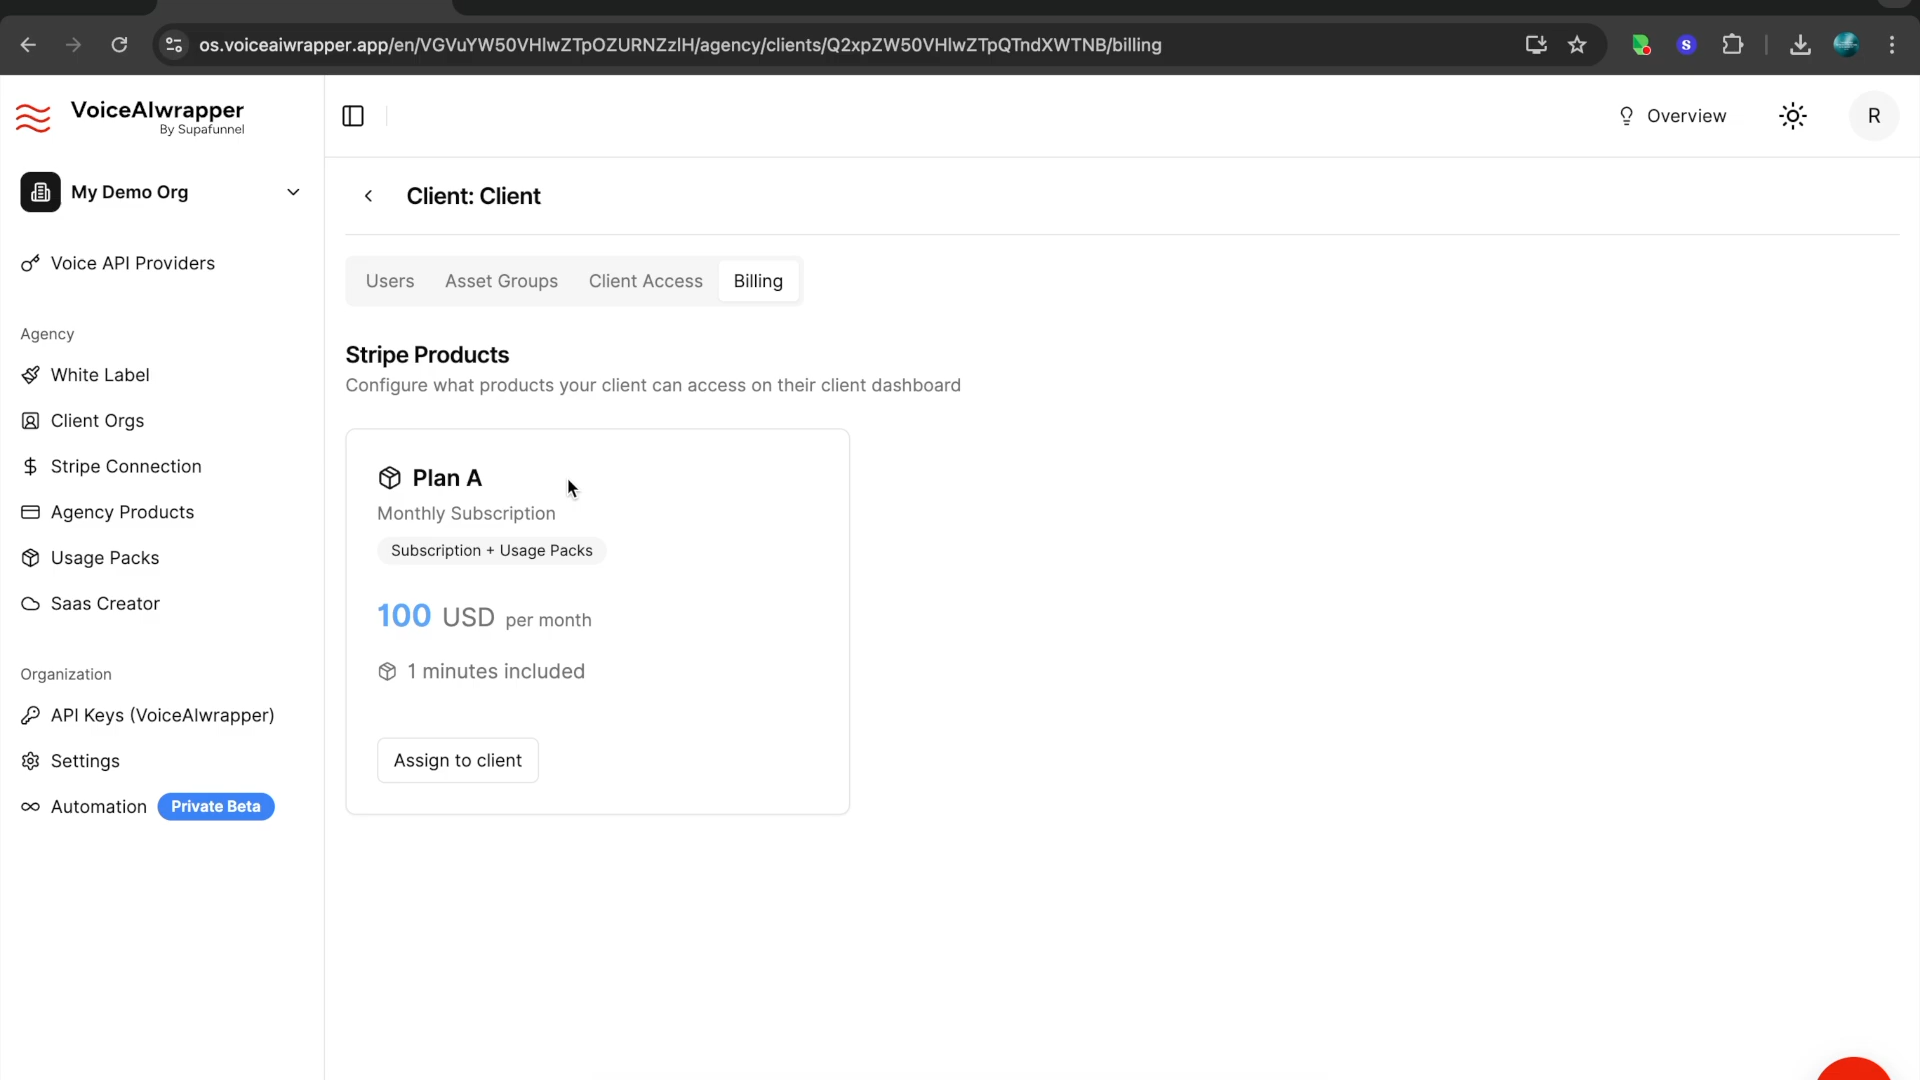 os.voiceaiwrapper.app/en/VGVuYW50VHlwZTpOZURNZzlH/agency/clients/Q2xpZW50VHlwZTpQTndXWTNB/billing
S
VoiceAIwrapper
By Supafunnel
Overview
R
My Demo Org
Client: Client
Voice API Providers
Users
Asset Groups
Client Access
Billing
Agency
White Label
Client Orgs
Stripe Connection
Agency Products
Usage Packs
Saas Creator
Stripe Products
Configure what products your client can access on their client dashboard
Plan A
Monthly Subscription
Subscription + Usage Packs
100 USD per month
1 minutes included
Assign to client
Organization
API Keys (VoiceAIwrapper)
Settings
Automation Private Beta